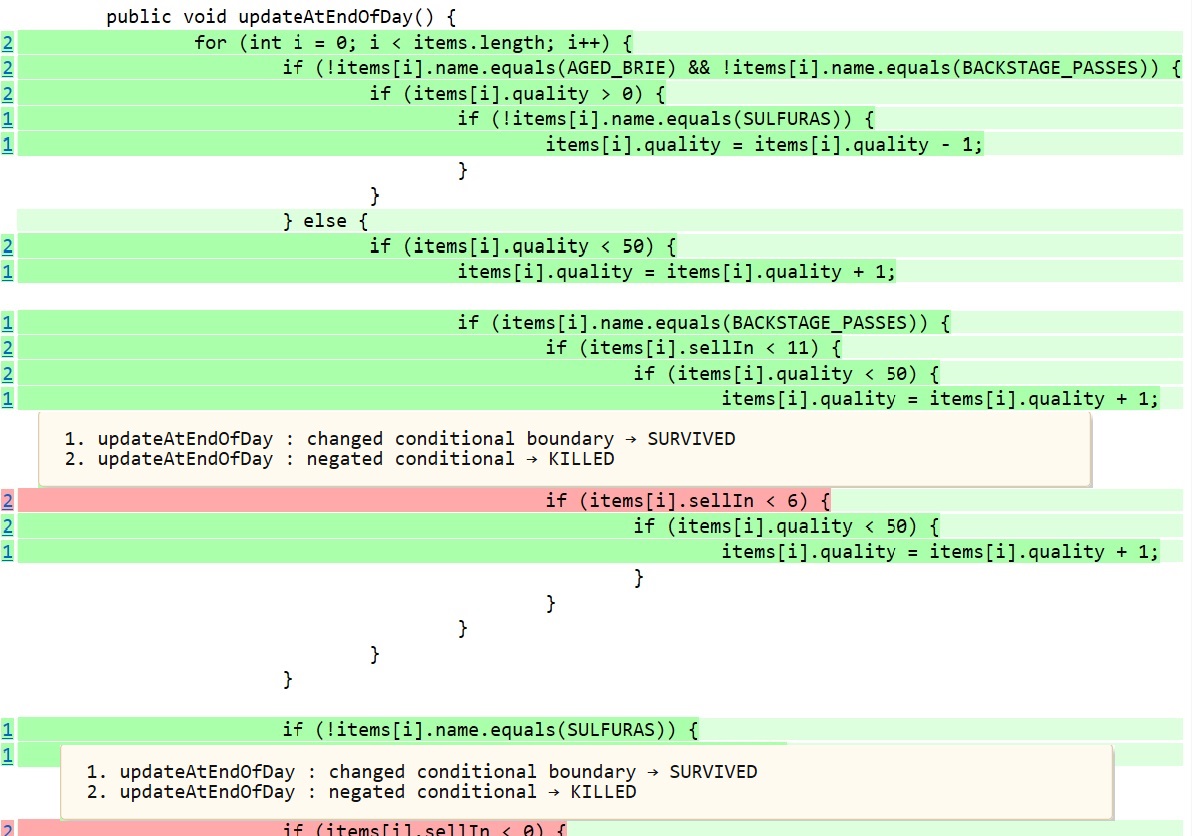 public void updateAtEndOfDay() {
2 for (int i = 0; i < items.length; i++) {
2 if (!items[i].name.equals(AGED_BRIE) && !items[i].name.equals(BACKSTAGE_PASSES)) {
2 if (items[i].quality > 0) {
1 if (!items[i].name.equals(SULFURAS)) {
1 items[i].quality = items[i].quality - 1;
}
}
} else {
2 if (items[i].quality < 50) {
1 items[i].quality = items[i].quality + 1;
1 if (items[i].name.equals(BACKSTAGE_PASSES)) {
2 if (items[i].sellIn < 11) {
2 if (items[i].quality < 50) {
1 items[i].quality = items[i].quality + 1;
1. updateAtEndOfDay : changed conditional boundary → SURVIVED
2. updateAtEndOfDay : negated conditional → KILLED
2 if (items[i].sellIn < 6) {
2 if (items[i].quality < 50) {
1 items[i].quality = items[i].quality + 1;
}
}
}
}
}
1 if (!items[i].name.equals(SULFURAS)) {
1
1. updateAtEndOfDay : changed conditional boundary → SURVIVED
2. updateAtEndOfDay : negated conditional → KILLED
2 if (items[i].sellIn < 0) {